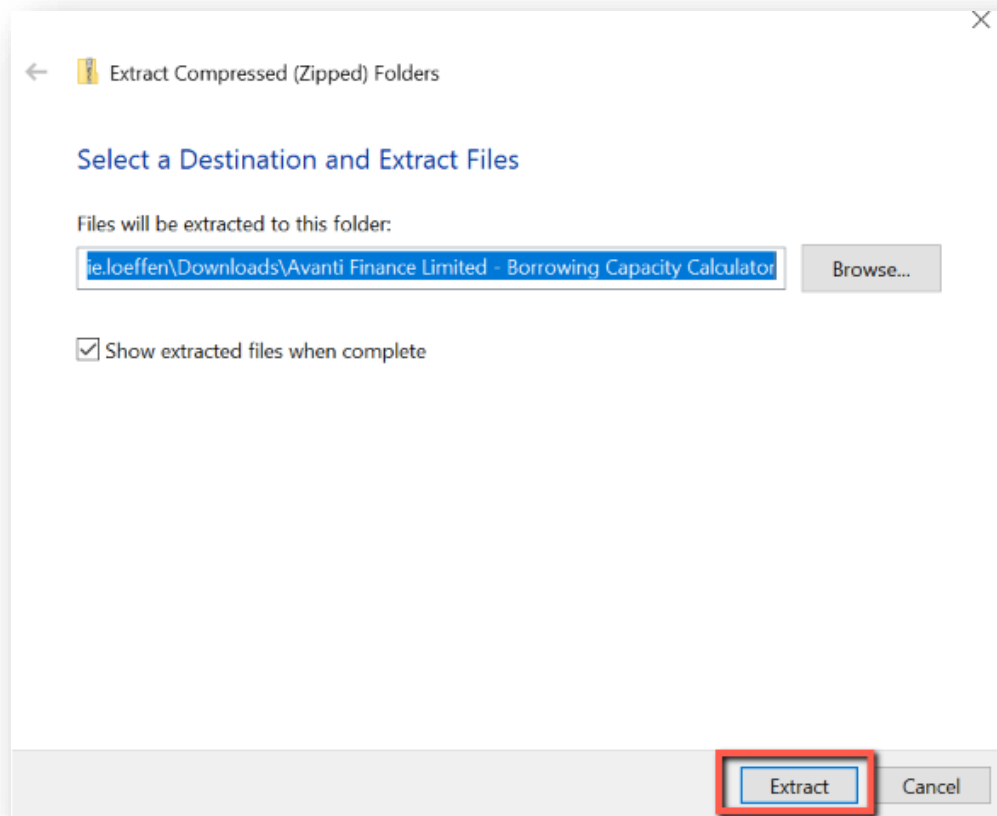 Extract Compressed (Zipped) Folders
Select a Destination and Extract Files
Files will be extracted to this folder:
ie.loeffen\Downloads\Avanti Finance Limited - Borrowing Capacity Calculator
Browse...
Show extracted files when complete
Extract
Cancel